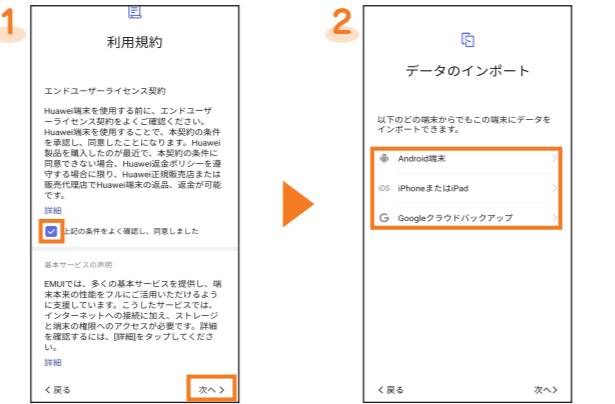 1
利用規約
エンドユーザーライセンス契約
Huawei端末を使用する前に、エンドユーザ
ーライセンス契約をよくご確認ください。
Huawei端末を使用することで、本契約の条件
を承認し、同意したことになります。Huawei
製品を購入したのが最近で、本契約の条件に
同意できない場合、Huawei返金ポリシーを遵
守する場合に限り、Huawei正規販売店または
販売代理店でHuawei端末の返品、返金が可能
です。
詳細
上記の条件をよく確認し、同意しました
基本サービスの声明
EMUIでは、多くの基本サービスを提供し、端
末本来の性能をフルにご活用いただけるよう
に支援しています。こうしたサービスでは、
インターネットへの接続に加え、ストレージ
と端末の権限へのアクセスが必要です。詳細
を確認するには、[詳細]をタップしてくださ
い。
詳細
< 戻る 次へ >
2
データのインポート
以下のどの端末からでもこの端末にデータを
インポートできます。
Android端末 >
iOS iPhoneまたはiPad >
G Googleクラウドバックアップ >
< 戻る 次へ >